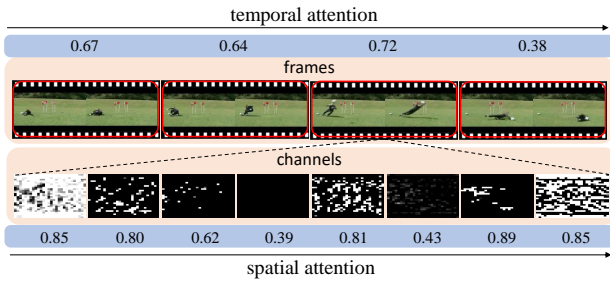 temporal attention
0.67 0.64 0.72 0.38
frames
channels
0.85 0.80 0.62 0.39 0.81 0.43 0.89 0.85
spatial attention